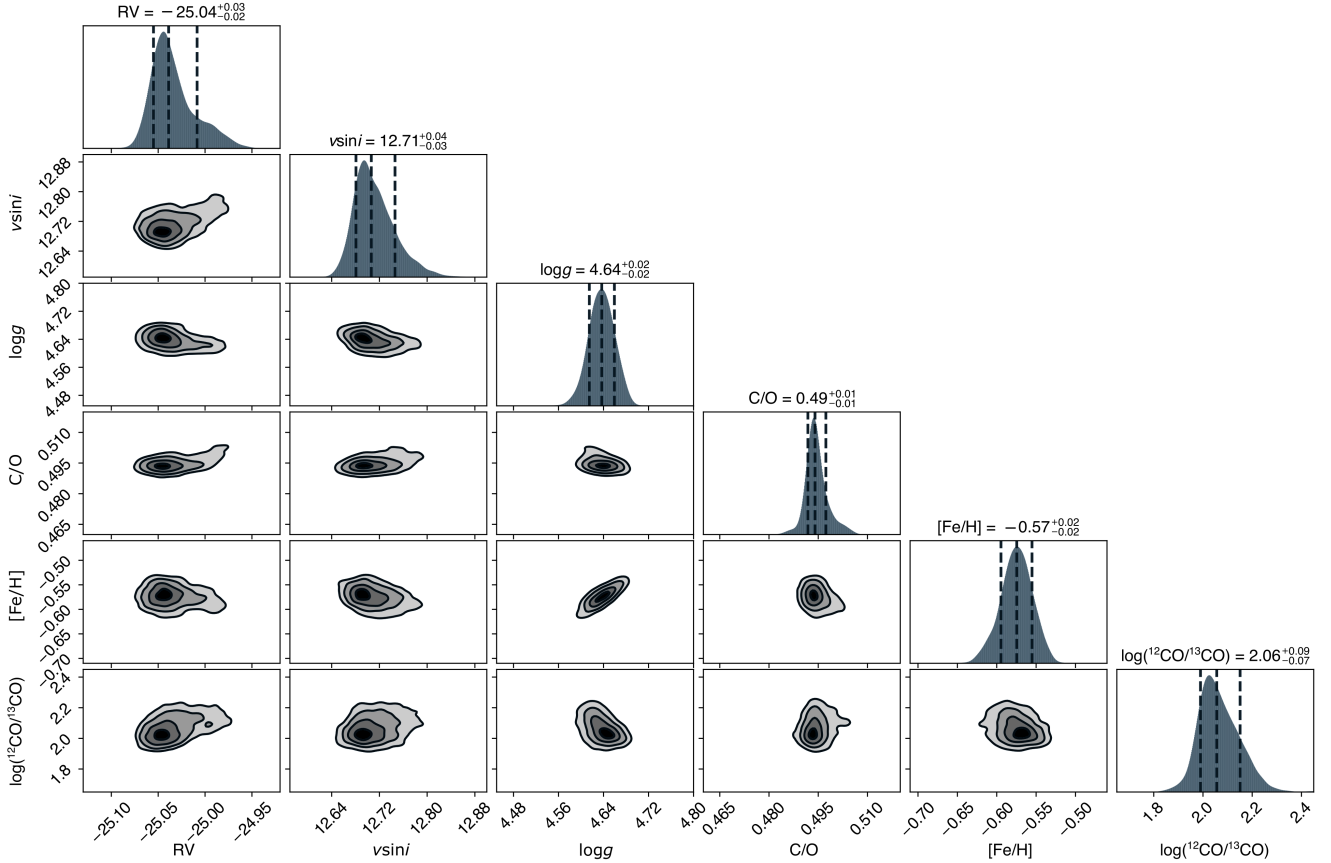 RV = −25.04+0.03 −0.02
vsini = 12.71+0.04 −0.03
12.88
12.80
12.72
12.64
vsini
logg = 4.64+0.02 −0.02
4.80
4.72
4.64
4.56
4.48
logg
C/O = 0.49+0.01 −0.01
0.510
0.495
0.480
0.465
C/O
[Fe/H] = −0.57+0.02 −0.02
0.46
−0.50
−0.55
−0.60
−0.65
−0.70
[Fe/H]
log(12CO/13CO) = 2.06+0.09 −0.07
−0.7
2.4
2.2
2.0
1.8
log(12CO/13CO)
−25.10 −25.05 −25.00 −24.95
12.64 12.72 12.80 12.88
4.48 4.56 4.64 4.72 4.80
0.465 0.480 0.495 0.510
−0.70 −0.65 −0.60 −0.55 −0.50
1.8 2.0 2.2 2.4
RV vsini logg C/O [Fe/H] log(12CO/13CO)